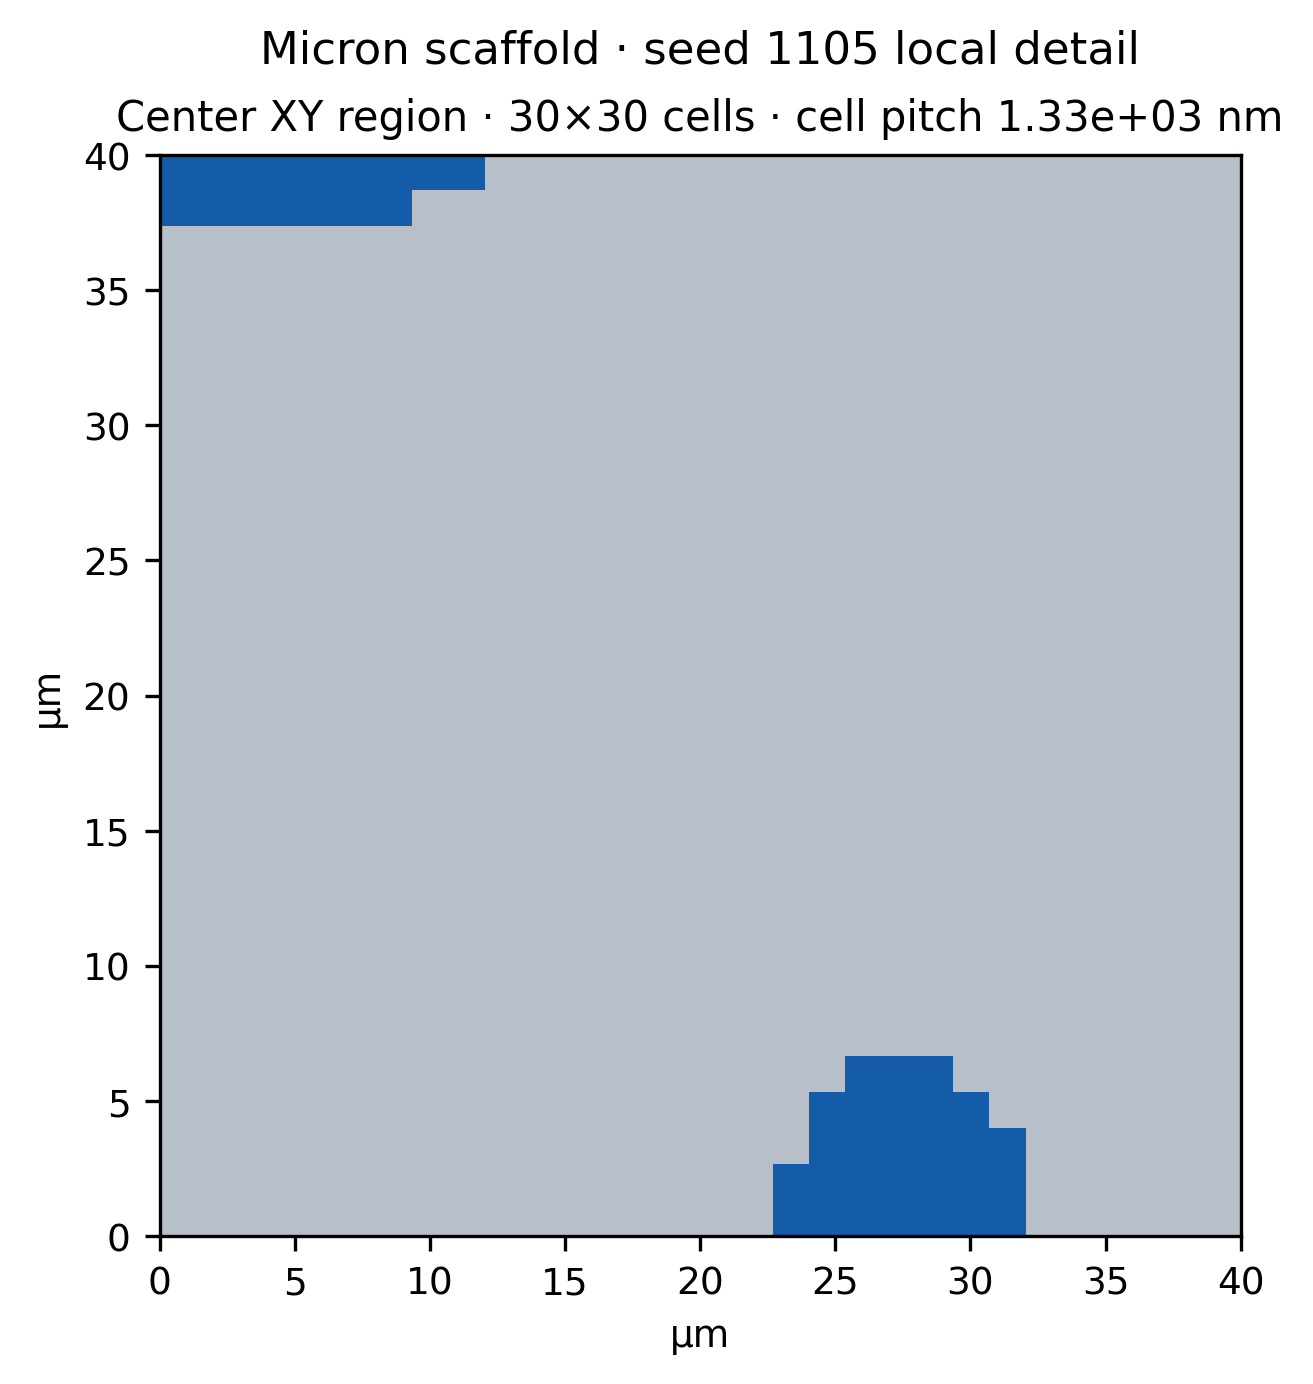 Micron scaffold · seed 1105 local detail
Center XY region · 30×30 cells · cell pitch 1.33e+03 nm
40
35
30
25
20
15
10
5
0
µm
0 5 10 15 20 25 30 35 40
µm